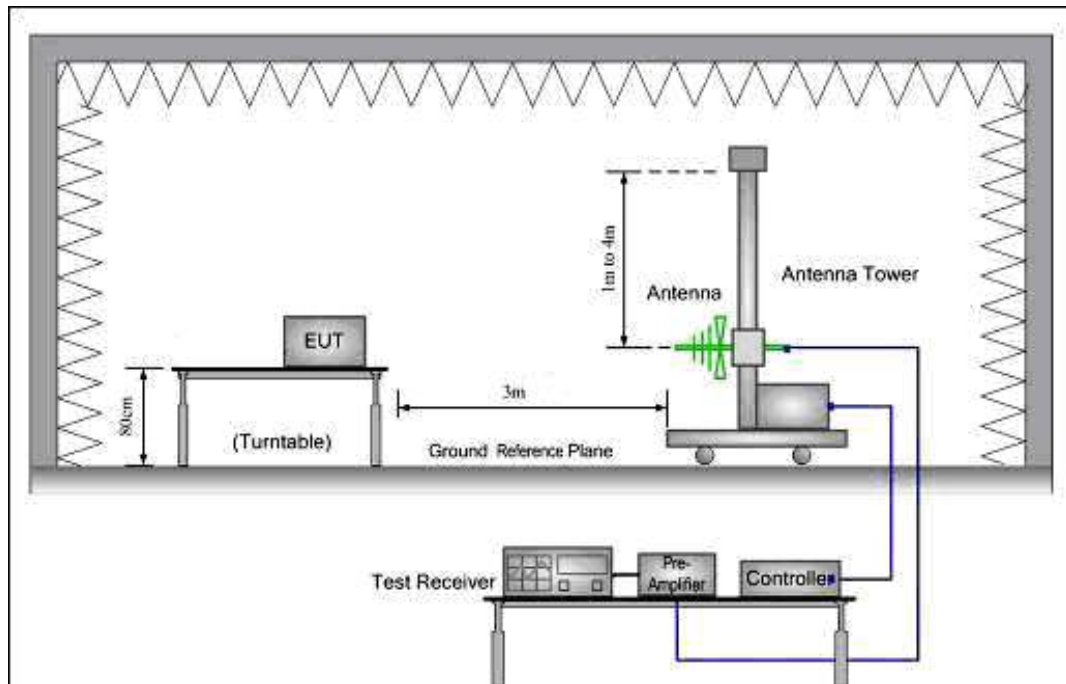 1m to 4m
Antenna Tower
Antenna
EUT
3m
80cm
(Turntable)
Ground Reference Plane
Test Receiver
Pre-
Amplifier
Controller